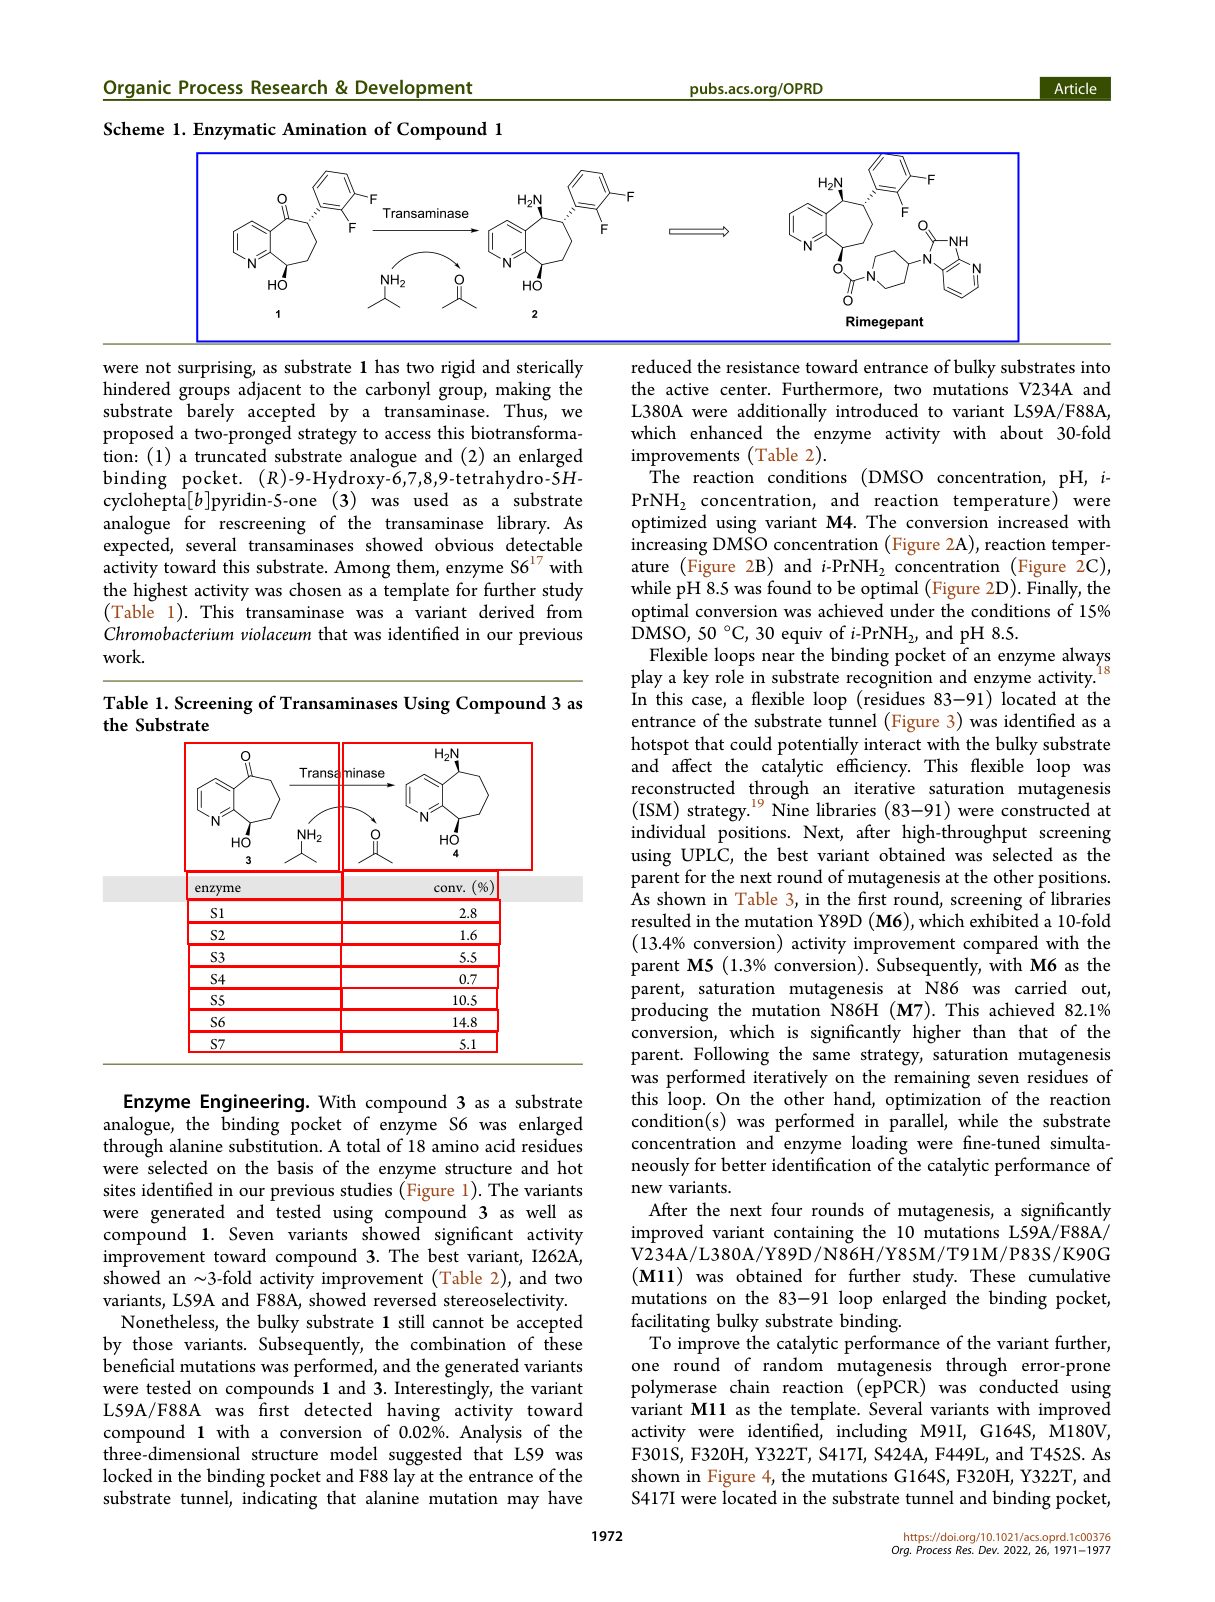 Organic Process Research & Development
pubs.acs.org/OPRD
Article
Scheme 1. Enzymatic Amination of Compound 1
O
F
F
N
HO
1
Transaminase
NH2
O
H2N
F
F
N
HO
2
H2N
F
F
N
O
O
N
O
NH
N
N
Rimegepant
were not surprising, as substrate 1 has two rigid and sterically
hindered groups adjacent to the carbonyl group, making the
substrate barely accepted by a transaminase. Thus, we
proposed a two-pronged strategy to access this biotransforma-
tion: (1) a truncated substrate analogue and (2) an enlarged
binding pocket. (R)-9-Hydroxy-6,7,8,9-tetrahydro-5H-
cyclohepta[b]pyridin-5-one (3) was used as a substrate
analogue for rescreening of the transaminase library. As
expected, several transaminases showed obvious detectable
activity toward this substrate. Among them, enzyme S617 with
the highest activity was chosen as a template for further study
(Table 1). This transaminase was a variant derived from
Chromobacterium violaceum that was identified in our previous
work.
Table 1. Screening of Transaminases Using Compound 3 as
the Substrate
O
N
HO
3
Transaminase
NH2
O
H2N
N
HO
4
enzyme conv. (%)
S1 2.8
S2 1.6
S3 5.5
S4 0.7
S5 10.5
S6 14.8
S7 5.1
Enzyme Engineering. With compound 3 as a substrate
analogue, the binding pocket of enzyme S6 was enlarged
through alanine substitution. A total of 18 amino acid residues
were selected on the basis of the enzyme structure and hot
sites identified in our previous studies (Figure 1). The variants
were generated and tested using compound 3 as well as
compound 1. Seven variants showed significant activity
improvement toward compound 3. The best variant, I262A,
showed an ~3-fold activity improvement (Table 2), and two
variants, L59A and F88A, showed reversed stereoselectivity.
Nonetheless, the bulky substrate 1 still cannot be accepted
by those variants. Subsequently, the combination of these
beneficial mutations was performed, and the generated variants
were tested on compounds 1 and 3. Interestingly, the variant
L59A/F88A was first detected having activity toward
compound 1 with a conversion of 0.02%. Analysis of the
three-dimensional structure model suggested that L59 was
locked in the binding pocket and F88 lay at the entrance of the
substrate tunnel, indicating that alanine mutation may have
reduced the resistance toward entrance of bulky substrates into
the active center. Furthermore, two mutations V234A and
L380A were additionally introduced to variant L59A/F88A,
which enhanced the enzyme activity with about 30-fold
improvements (Table 2).
The reaction conditions (DMSO concentration, pH, i-
PrNH2 concentration, and reaction temperature) were
optimized using variant M4. The conversion increased with
increasing DMSO concentration (Figure 2A), reaction temper-
ature (Figure 2B) and i-PrNH2 concentration (Figure 2C),
while pH 8.5 was found to be optimal (Figure 2D). Finally, the
optimal conversion was achieved under the conditions of 15%
DMSO, 50 °C, 30 equiv of i-PrNH2, and pH 8.5.
Flexible loops near the binding pocket of an enzyme always
play a key role in substrate recognition and enzyme activity.18
In this case, a flexible loop (residues 83−91) located at the
entrance of the substrate tunnel (Figure 3) was identified as a
hotspot that could potentially interact with the bulky substrate
and affect the catalytic efficiency. This flexible loop was
reconstructed through an iterative saturation mutagenesis
(ISM) strategy.19 Nine libraries (83−91) were constructed at
individual positions. Next, after high-throughput screening
using UPLC, the best variant obtained was selected as the
parent for the next round of mutagenesis at the other positions.
As shown in Table 3, in the first round, screening of libraries
resulted in the mutation Y89D (M6), which exhibited a 10-fold
(13.4% conversion) activity improvement compared with the
parent M5 (1.3% conversion). Subsequently, with M6 as the
parent, saturation mutagenesis at N86 was carried out,
producing the mutation N86H (M7). This achieved 82.1%
conversion, which is significantly higher than that of the
parent. Following the same strategy, saturation mutagenesis
was performed iteratively on the remaining seven residues of
this loop. On the other hand, optimization of the reaction
condition(s) was performed in parallel, while the substrate
concentration and enzyme loading were fine-tuned simulta-
neously for better identification of the catalytic performance of
new variants.
After the next four rounds of mutagenesis, a significantly
improved variant containing the 10 mutations L59A/F88A/
V234A/L380A/Y89D/N86H/Y85M/T91M/P83S/K90G
(M11) was obtained for further study. These cumulative
mutations on the 83−91 loop enlarged the binding pocket,
facilitating bulky substrate binding.
To improve the catalytic performance of the variant further,
one round of random mutagenesis through error-prone
polymerase chain reaction (epPCR) was conducted using
variant M11 as the template. Several variants with improved
activity were identified, including M91I, G164S, M180V,
F301S, F320H, Y322T, S417I, S424A, F449L, and T452S. As
shown in Figure 4, the mutations G164S, F320H, Y322T, and
S417I were located in the substrate tunnel and binding pocket,
1972
https://doi.org/10.1021/acs.oprd.1c00376
Org. Process Res. Dev. 2022, 26, 1971−1977